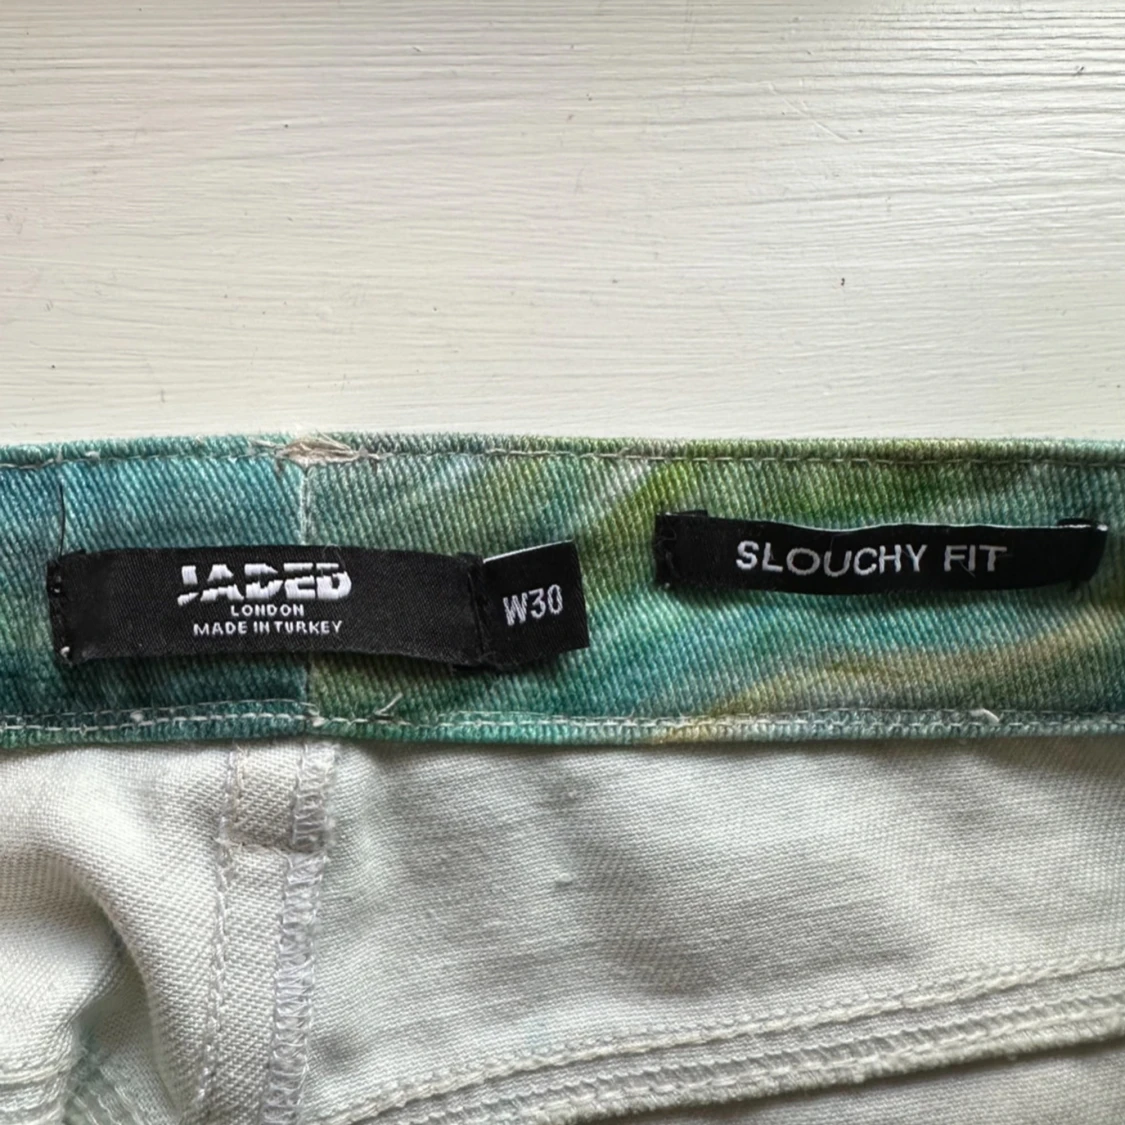 JADED
LONDON
MADE IN TURKEY
W30
SLOUCHY FIT